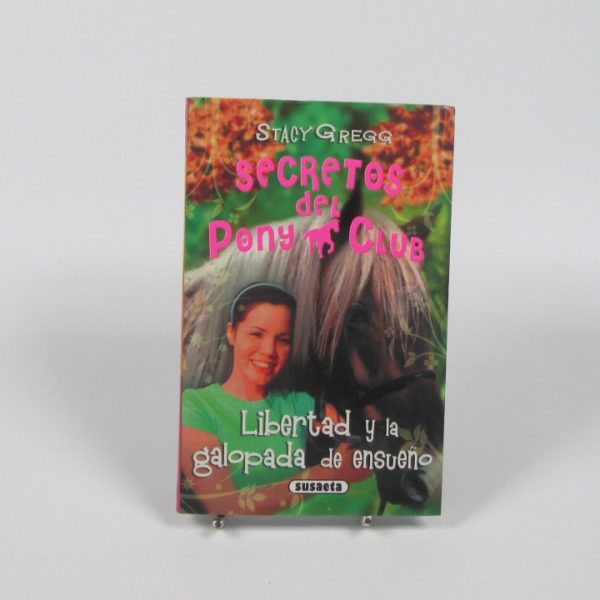 Stacy Gregg
Secretos
del
Pony Club
Libertad y la
galopada de ensueño
susaeta